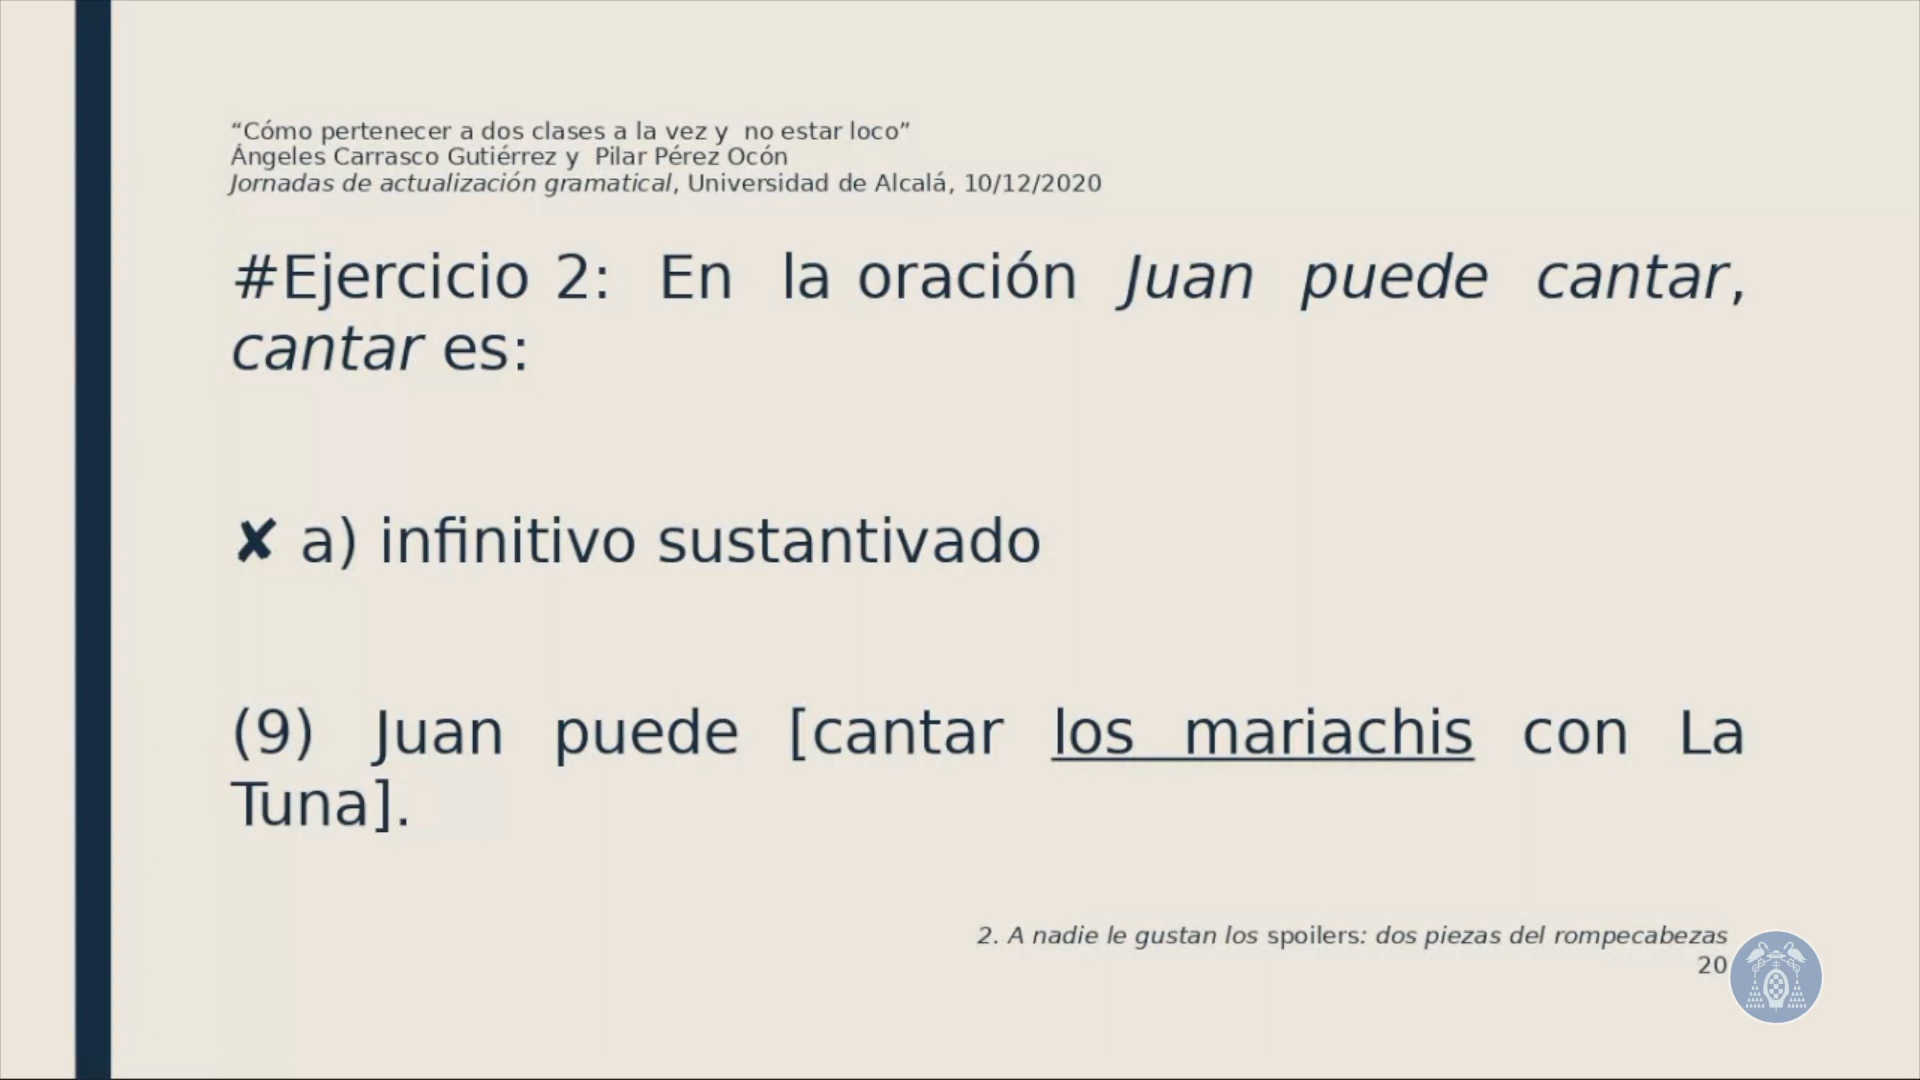 “Cómo pertenecer a dos clases a la vez y no estar loco”
Ángeles Carrasco Gutiérrez y Pilar Pérez Ocón
Jornadas de actualización gramatical, Universidad de Alcalá, 10/12/2020
#Ejercicio 2: En la oración Juan puede cantar,
cantar es:
✘ a) infinitivo sustantivado
(9) Juan puede [cantar los mariachis con La
Tuna].
2. A nadie le gustan los spoilers: dos piezas del rompecabezas
20